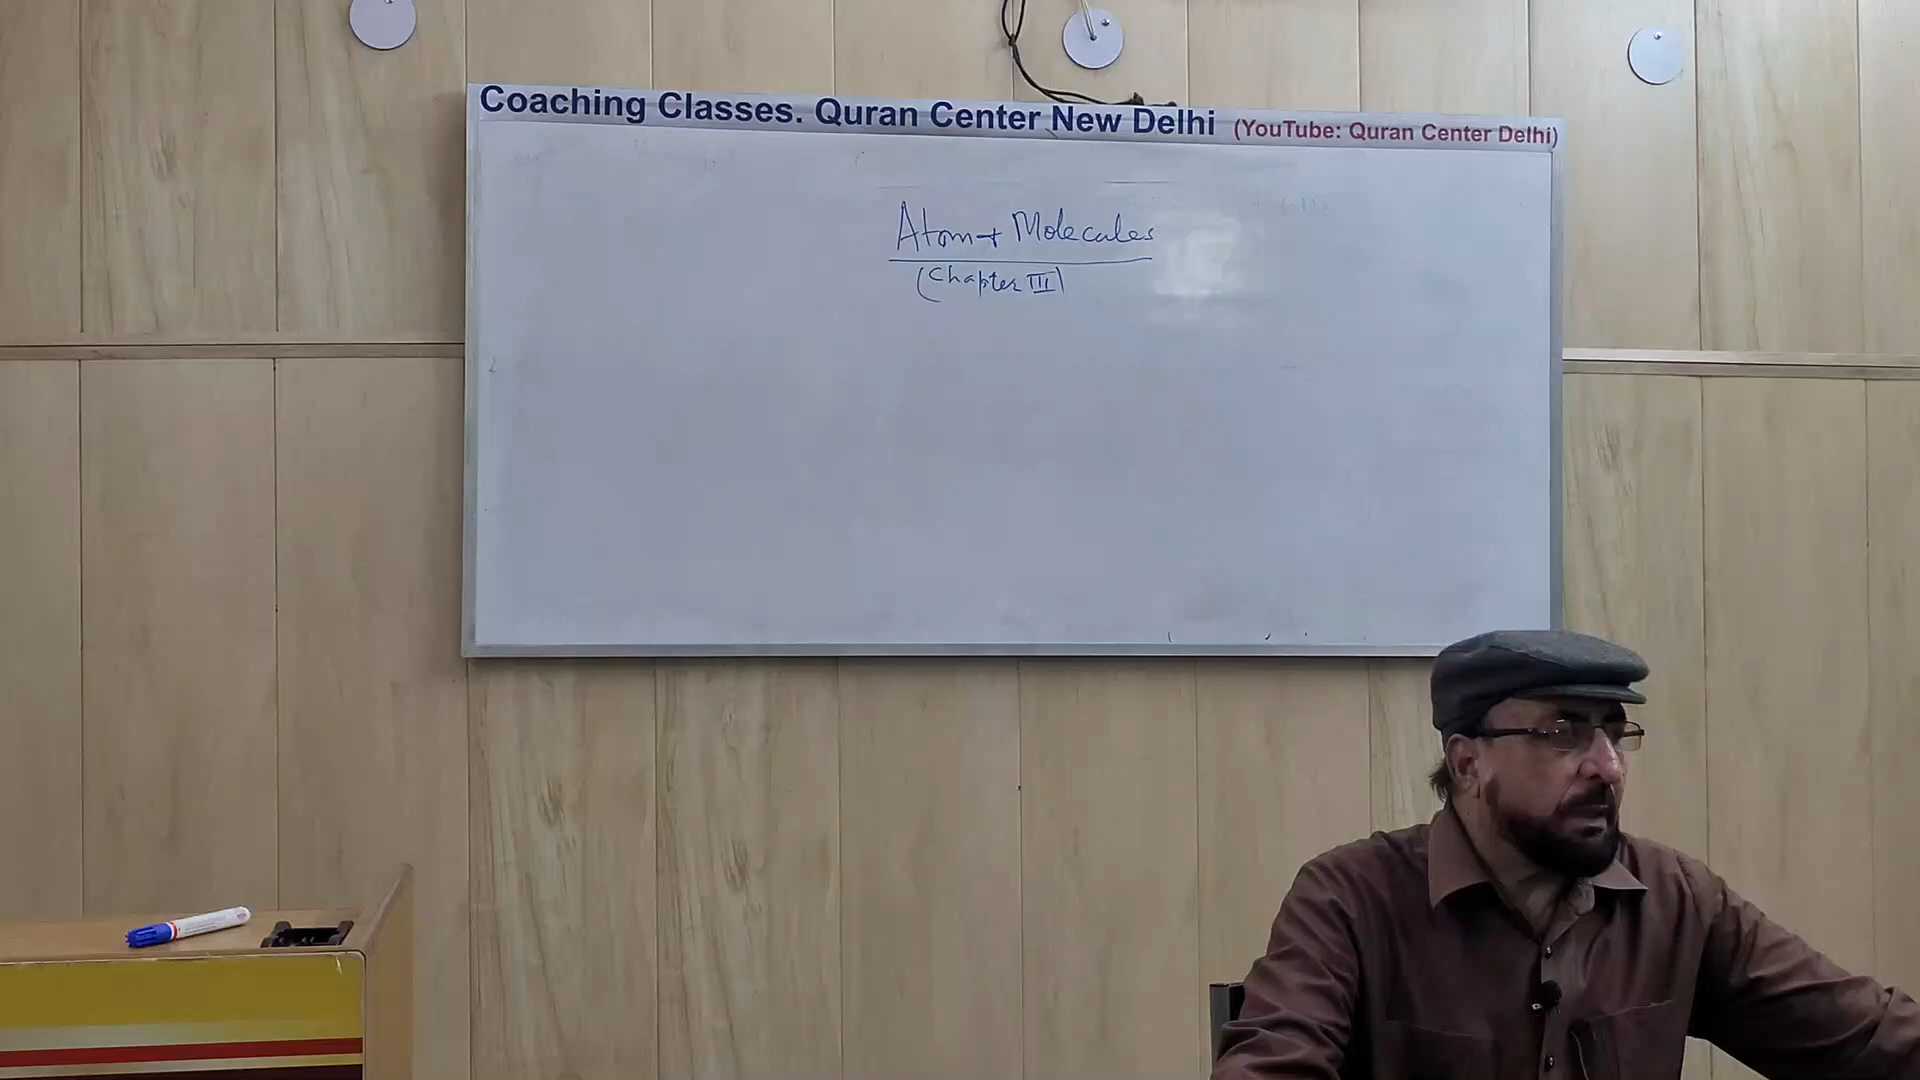 Coaching Classes. Quran Center New Delhi (YouTube: Quran Center Delhi)
Atom + Molecules
(Chapter III)